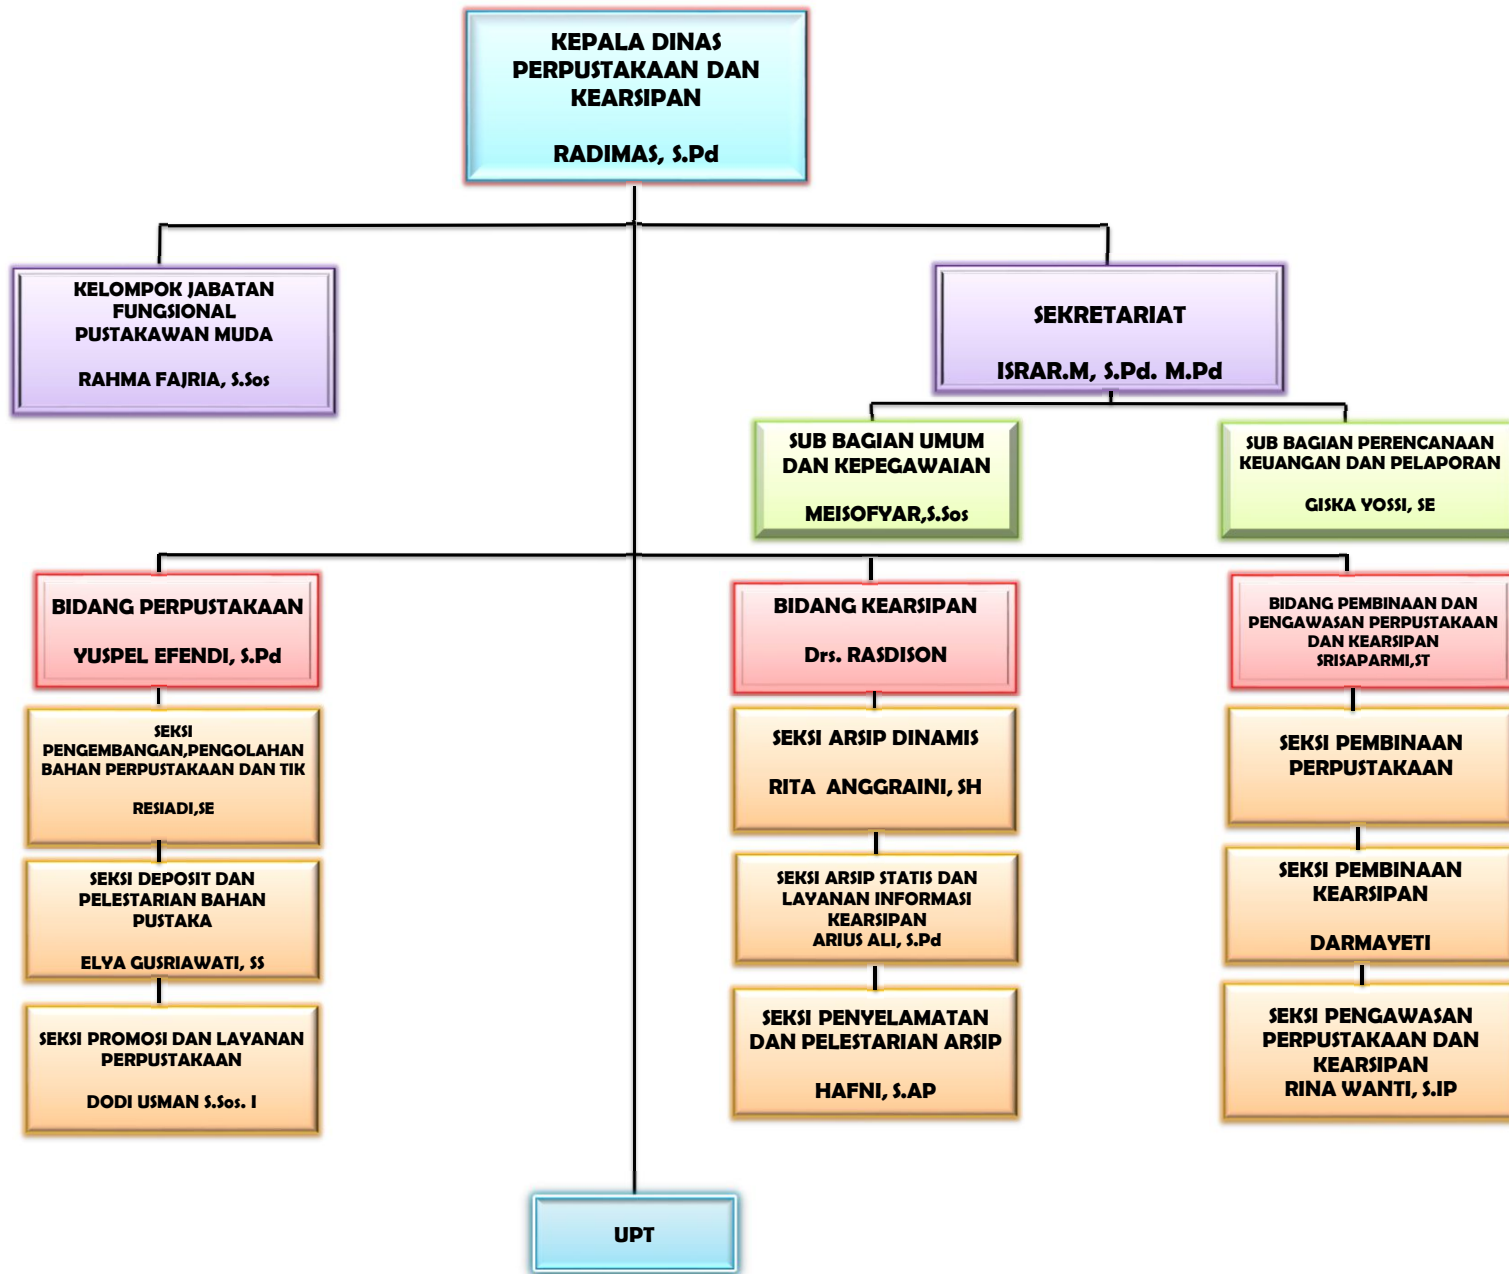 KEPALA DINAS
PERPUSTAKAAN DAN
KEARSIPAN
RADIMAS, S.Pd
KELOMPOK JABATAN
FUNGSIONAL
PUSTAKAWAN MUDA
RAHMA FAJRIA, S.Sos
SEKRETARIAT
ISRAR.M, S.Pd. M.Pd
SUB BAGIAN UMUM
DAN KEPEGAWAIAN
MEISOFYAR,S.Sos
SUB BAGIAN PERENCANAAN
KEUANGAN DAN PELAPORAN
GISKA YOSSI, SE
BIDANG PERPUSTAKAAN
YUSPEL EFENDI, S.Pd
BIDANG KEARSIPAN
Drs. RASDISON
BIDANG PEMBINAAN DAN
PENGAWASAN PERPUSTAKAAN
DAN KEARSIPAN
SRISAPARMI,ST
SEKSI
PENGEMBANGAN,PENGOLAHAN
BAHAN PERPUSTAKAAN DAN TIK
RESIADI,SE
SEKSI DEPOSIT DAN
PELESTARIAN BAHAN
PUSTAKA
ELYA GUSRIAWATI, SS
SEKSI PROMOSI DAN LAYANAN
PERPUSTAKAAN
DODI USMAN S.Sos. I
SEKSI ARSIP DINAMIS
RITA  ANGGRAINI, SH
SEKSI ARSIP STATIS DAN
LAYANAN INFORMASI
KEARSIPAN
ARIUS ALI, S.Pd
SEKSI PENYELAMATAN
DAN PELESTARIAN ARSIP
HAFNI, S.AP
SEKSI PEMBINAAN
PERPUSTAKAAN
SEKSI PEMBINAAN
KEARSIPAN
DARMAYETI
SEKSI PENGAWASAN
PERPUSTAKAAN DAN
KEARSIPAN
RINA WANTI, S.IP
UPT